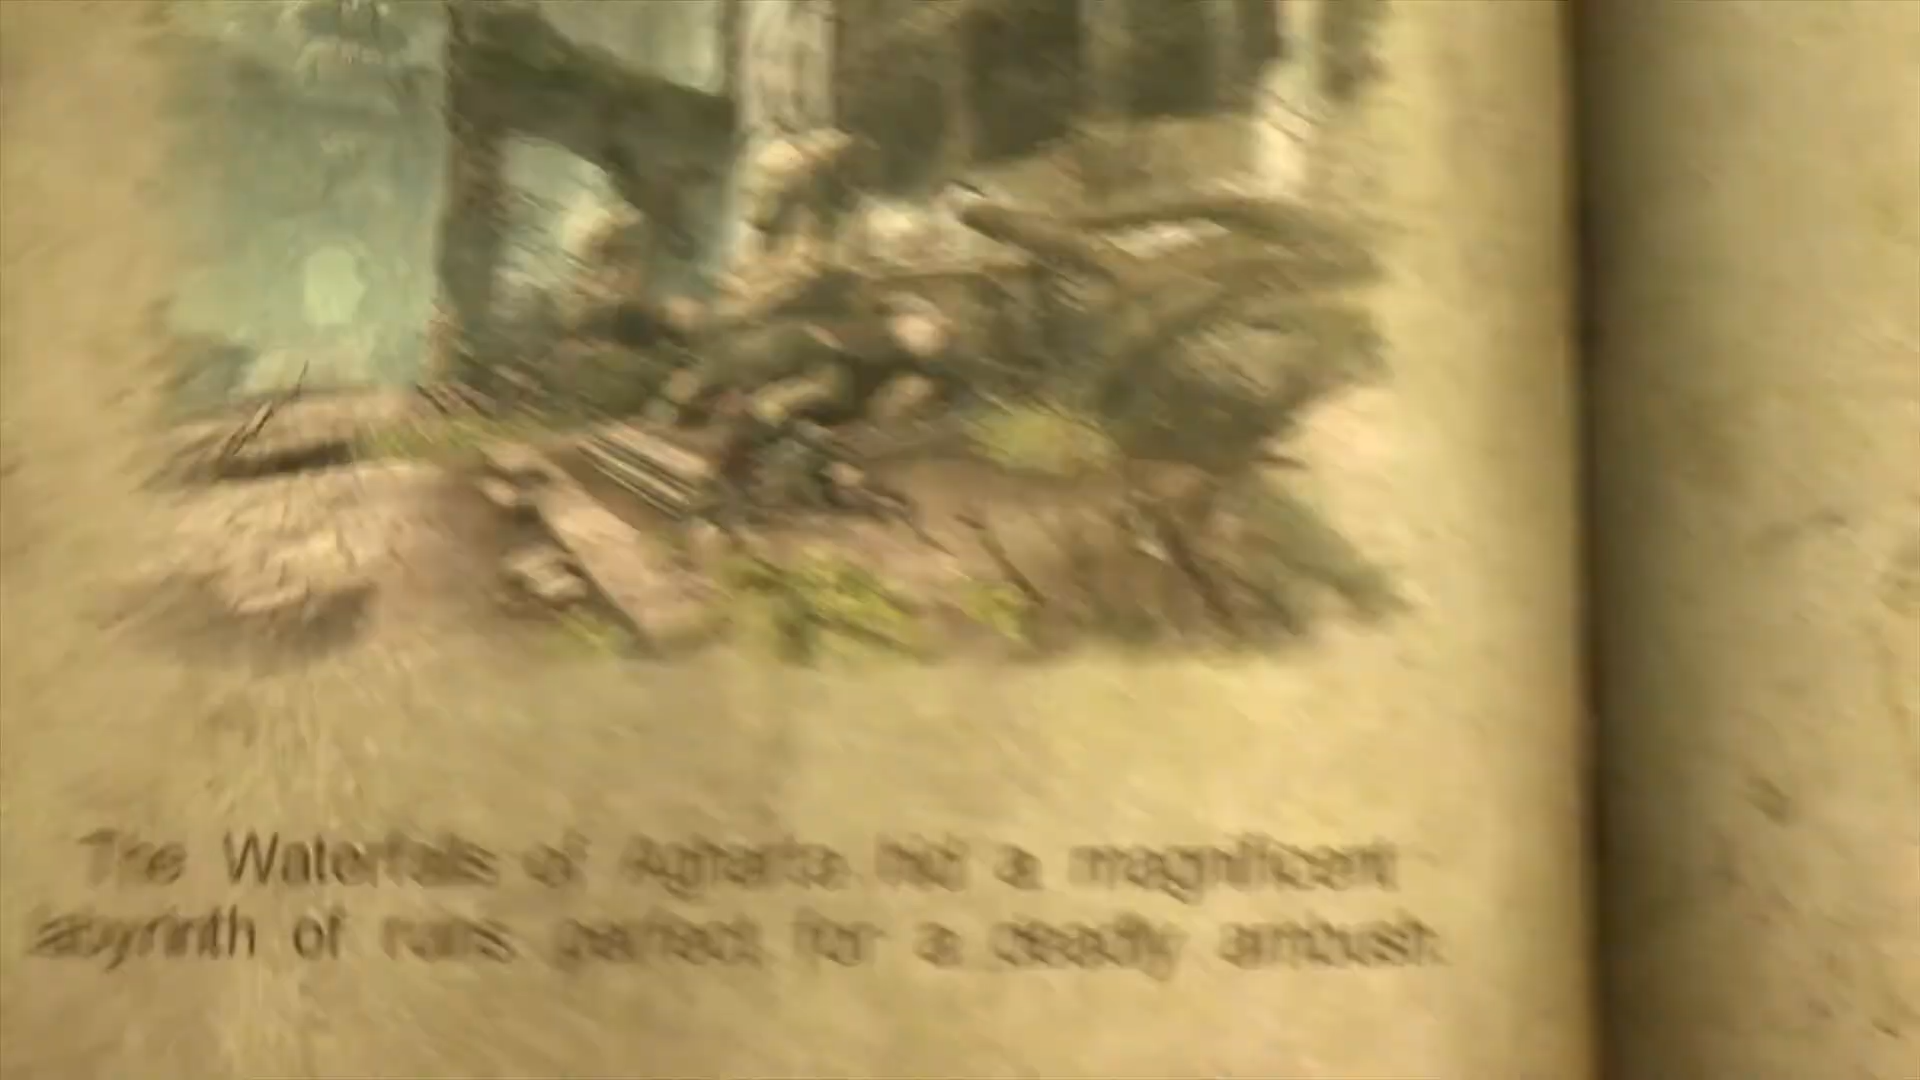 The Waterfalls of Agharta hid a magnificent
labyrinth of ruins perfect for a deadly ambush.